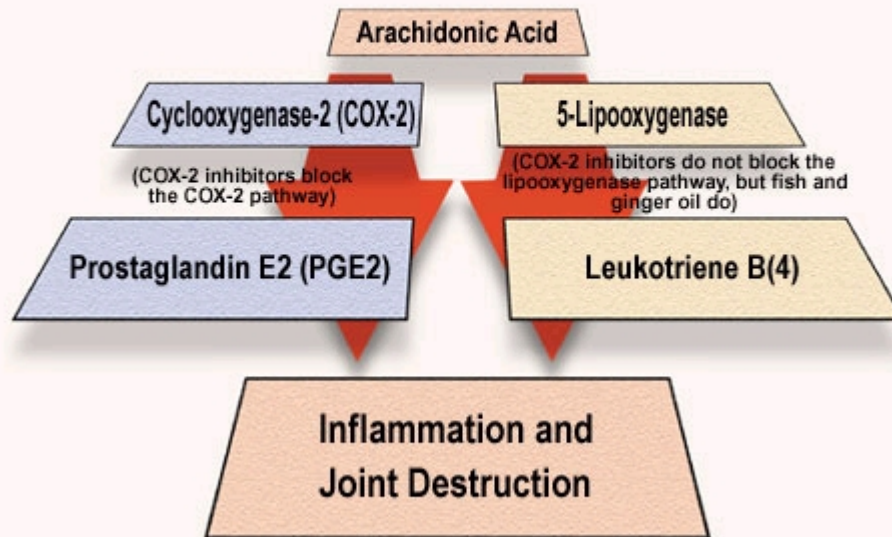 Arachidonic Acid
Cyclooxygenase-2 (COX-2)
(COX-2 inhibitors block
the COX-2 pathway)
Prostaglandin E2 (PGE2)
5-Lipooxygenase
(COX-2 inhibitors do not block the
lipooxygenase pathway, but fish and
ginger oil do)
Leukotriene B(4)
Inflammation and
Joint Destruction